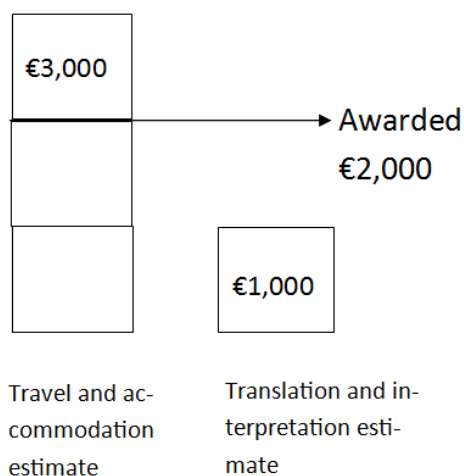 €3,000
Awarded
€2,000
€1,000
Travel and ac-
commodation
estimate
Translation and in-
terpretation esti-
mate